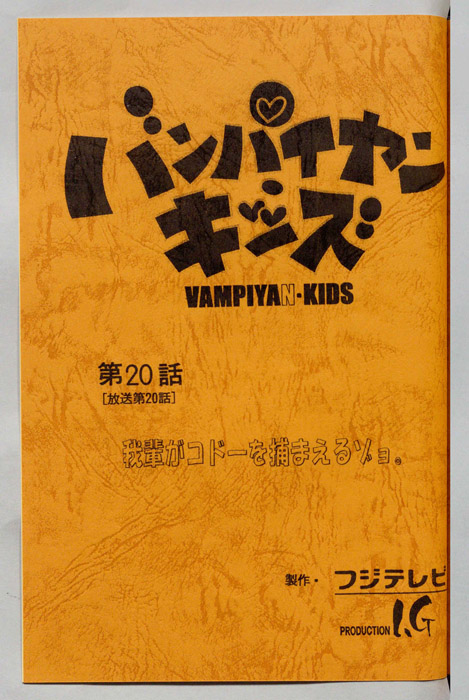 バンパイヤン
キッズ
VAMPIYAN·KIDS
第20話
[放送第20話]
我輩がコドーを捕まえるゾョ。
製作・フジテレビ
PRODUCTION I.G